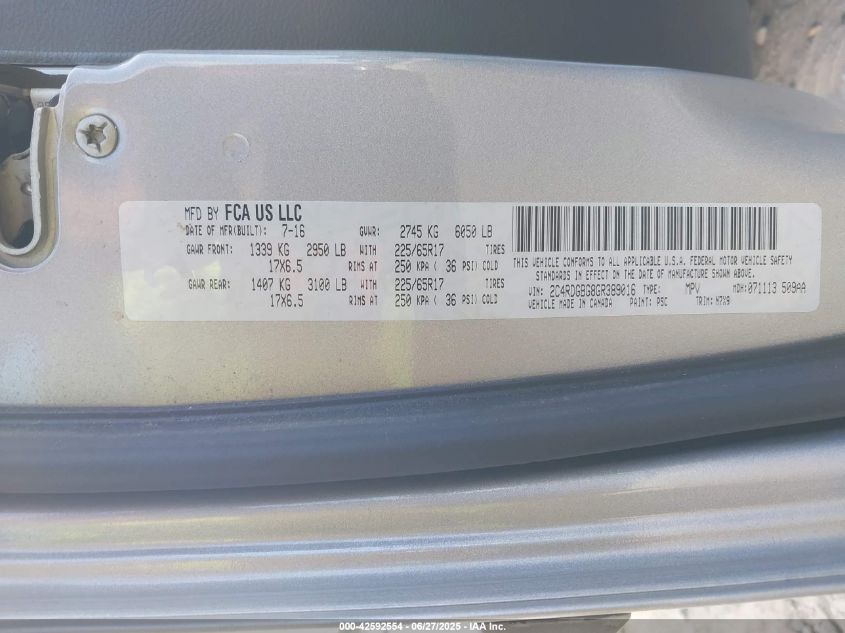 MFD BY FCA US LLC
DATE OF MFR(BUILT): 7-16 GVWR: 2745 KG 6050 LB
GAWR FRONT: 1339 KG 2950 LB WITH 225/65R17 TIRES
17X6.5 RIMS AT 250 KPA ( 36 PSI) COLD
GAWR REAR: 1407 KG 3100 LB WITH 225/65R17 TIRES
17X6.5 RIMS AT 250 KPA ( 36 PSI) COLD
THIS VEHICLE CONFORMS TO ALL APPLICABLE U.S.A. FEDERAL MOTOR VEHICLE SAFETY
STANDARDS IN EFFECT ON THE DATE OF MANUFACTURE SHOWN ABOVE.
VIN: 2C4RDGBG8GR389016 TYPE: MPV MDH: 071113 509AA
VEHICLE MADE IN CANADA PAINT: PSC TRIM: M7X9
000-42592554 - 06/27/2025 - IAA Inc.